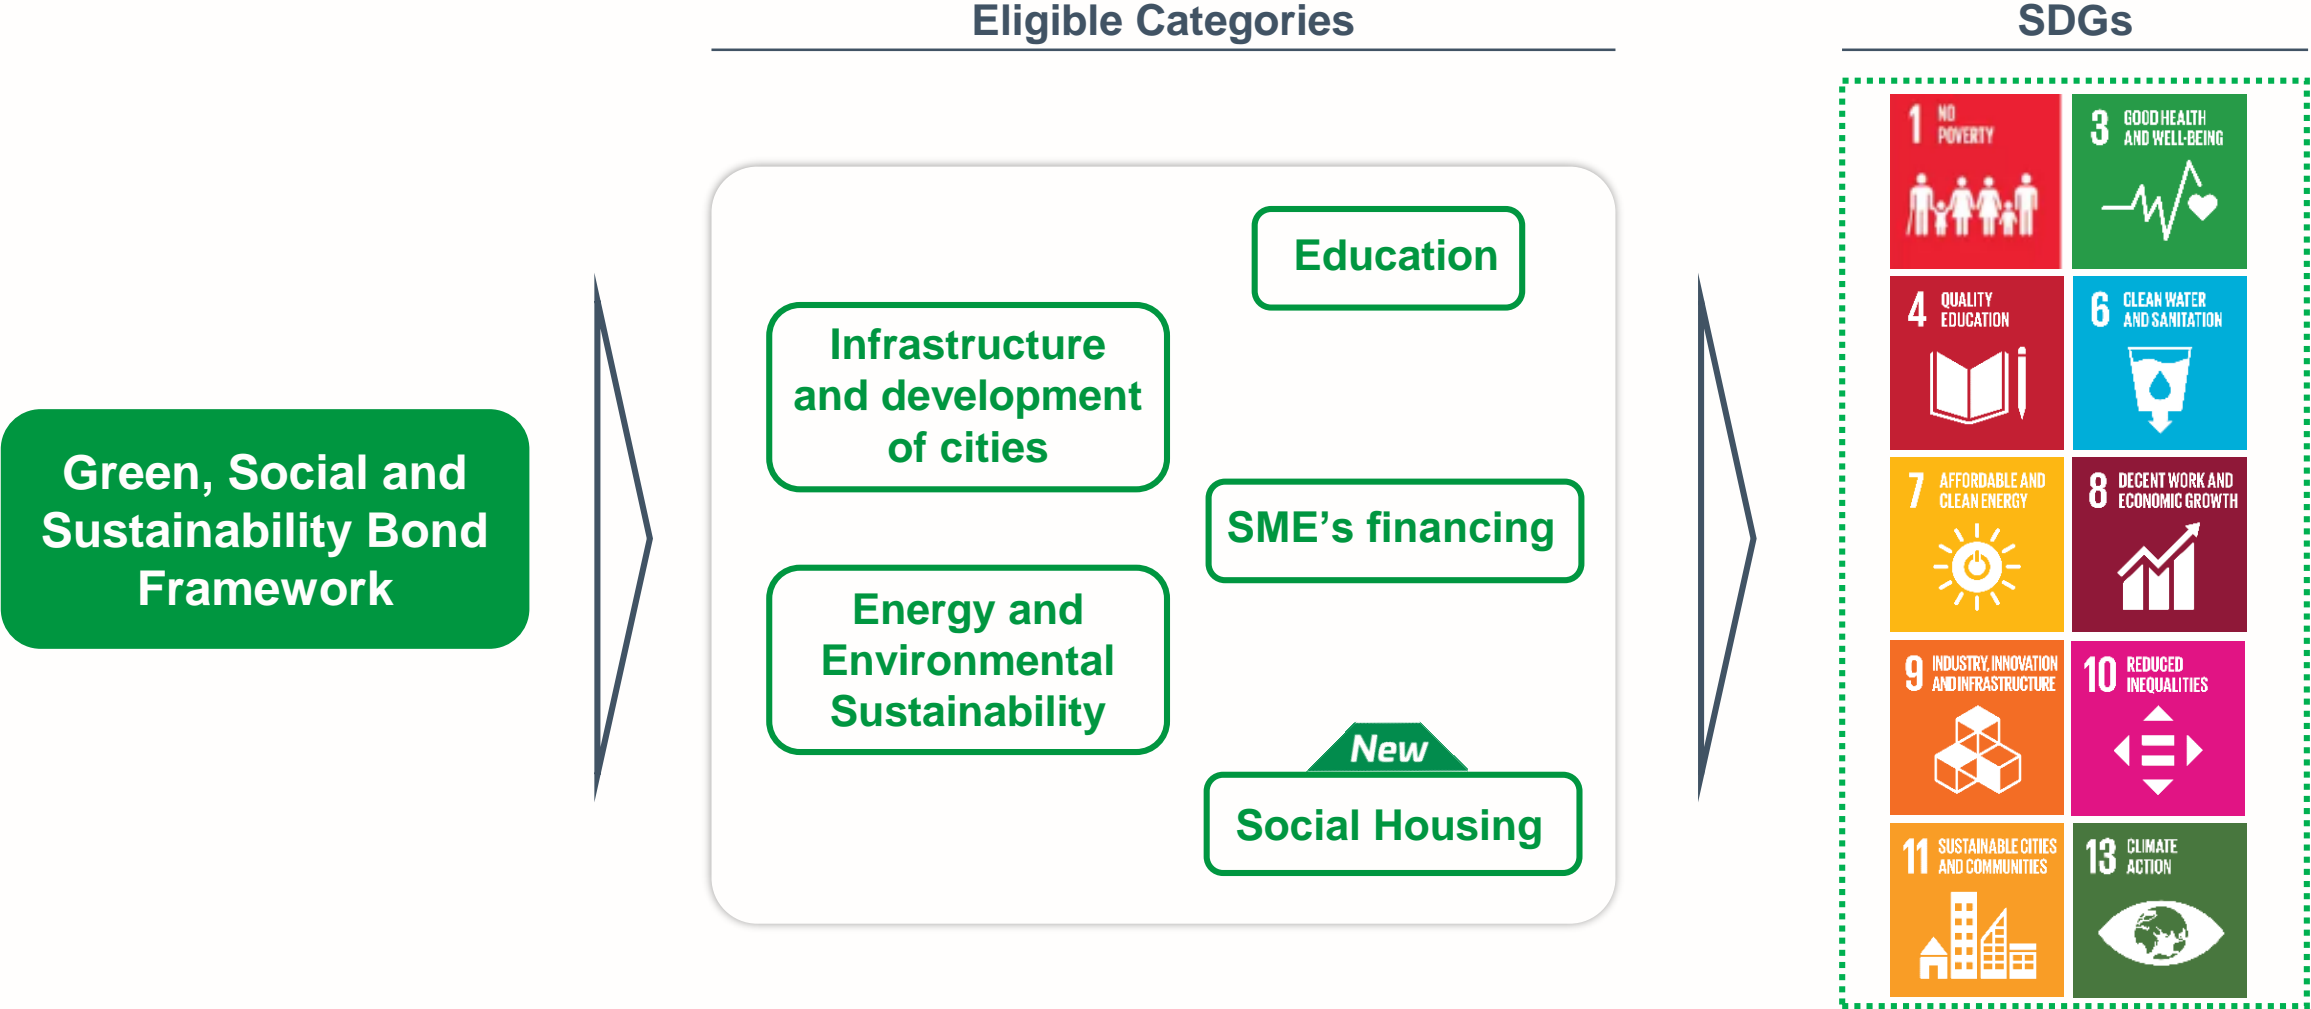 Eligible Categories
SDGs
Green, Social and
Sustainability Bond
Framework
Education
Infrastructure
and development
of cities
SME’s financing
Energy and
Environmental
Sustainability
New
Social Housing
1 NO
POVERTY
3 GOOD HEALTH
AND WELL-BEING
4 QUALITY
EDUCATION
6 CLEAN WATER
AND SANITATION
7 AFFORDABLE AND
CLEAN ENERGY
8 DECENT WORK AND
ECONOMIC GROWTH
9 INDUSTRY, INNOVATION
AND INFRASTRUCTURE
10 REDUCED
INEQUALITIES
11 SUSTAINABLE CITIES
AND COMMUNITIES
13 CLIMATE
ACTION